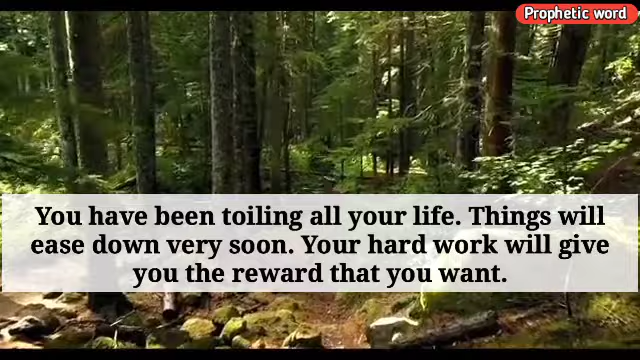 Prophetic word
You have been toiling all your life. Things will
ease down very soon. Your hard work will give
you the reward that you want.